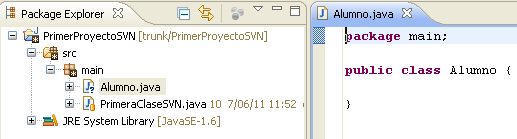 Package Explorer
PrimerProyectoSVN [trunk/PrimerProyectoSVN]
src
main
Alumno.java
PrimeraClaseSVN.java 10 7/06/11 11:52
JRE System Library [JavaSE-1.6]
Alumno.java
package main;
public class Alumno {
}